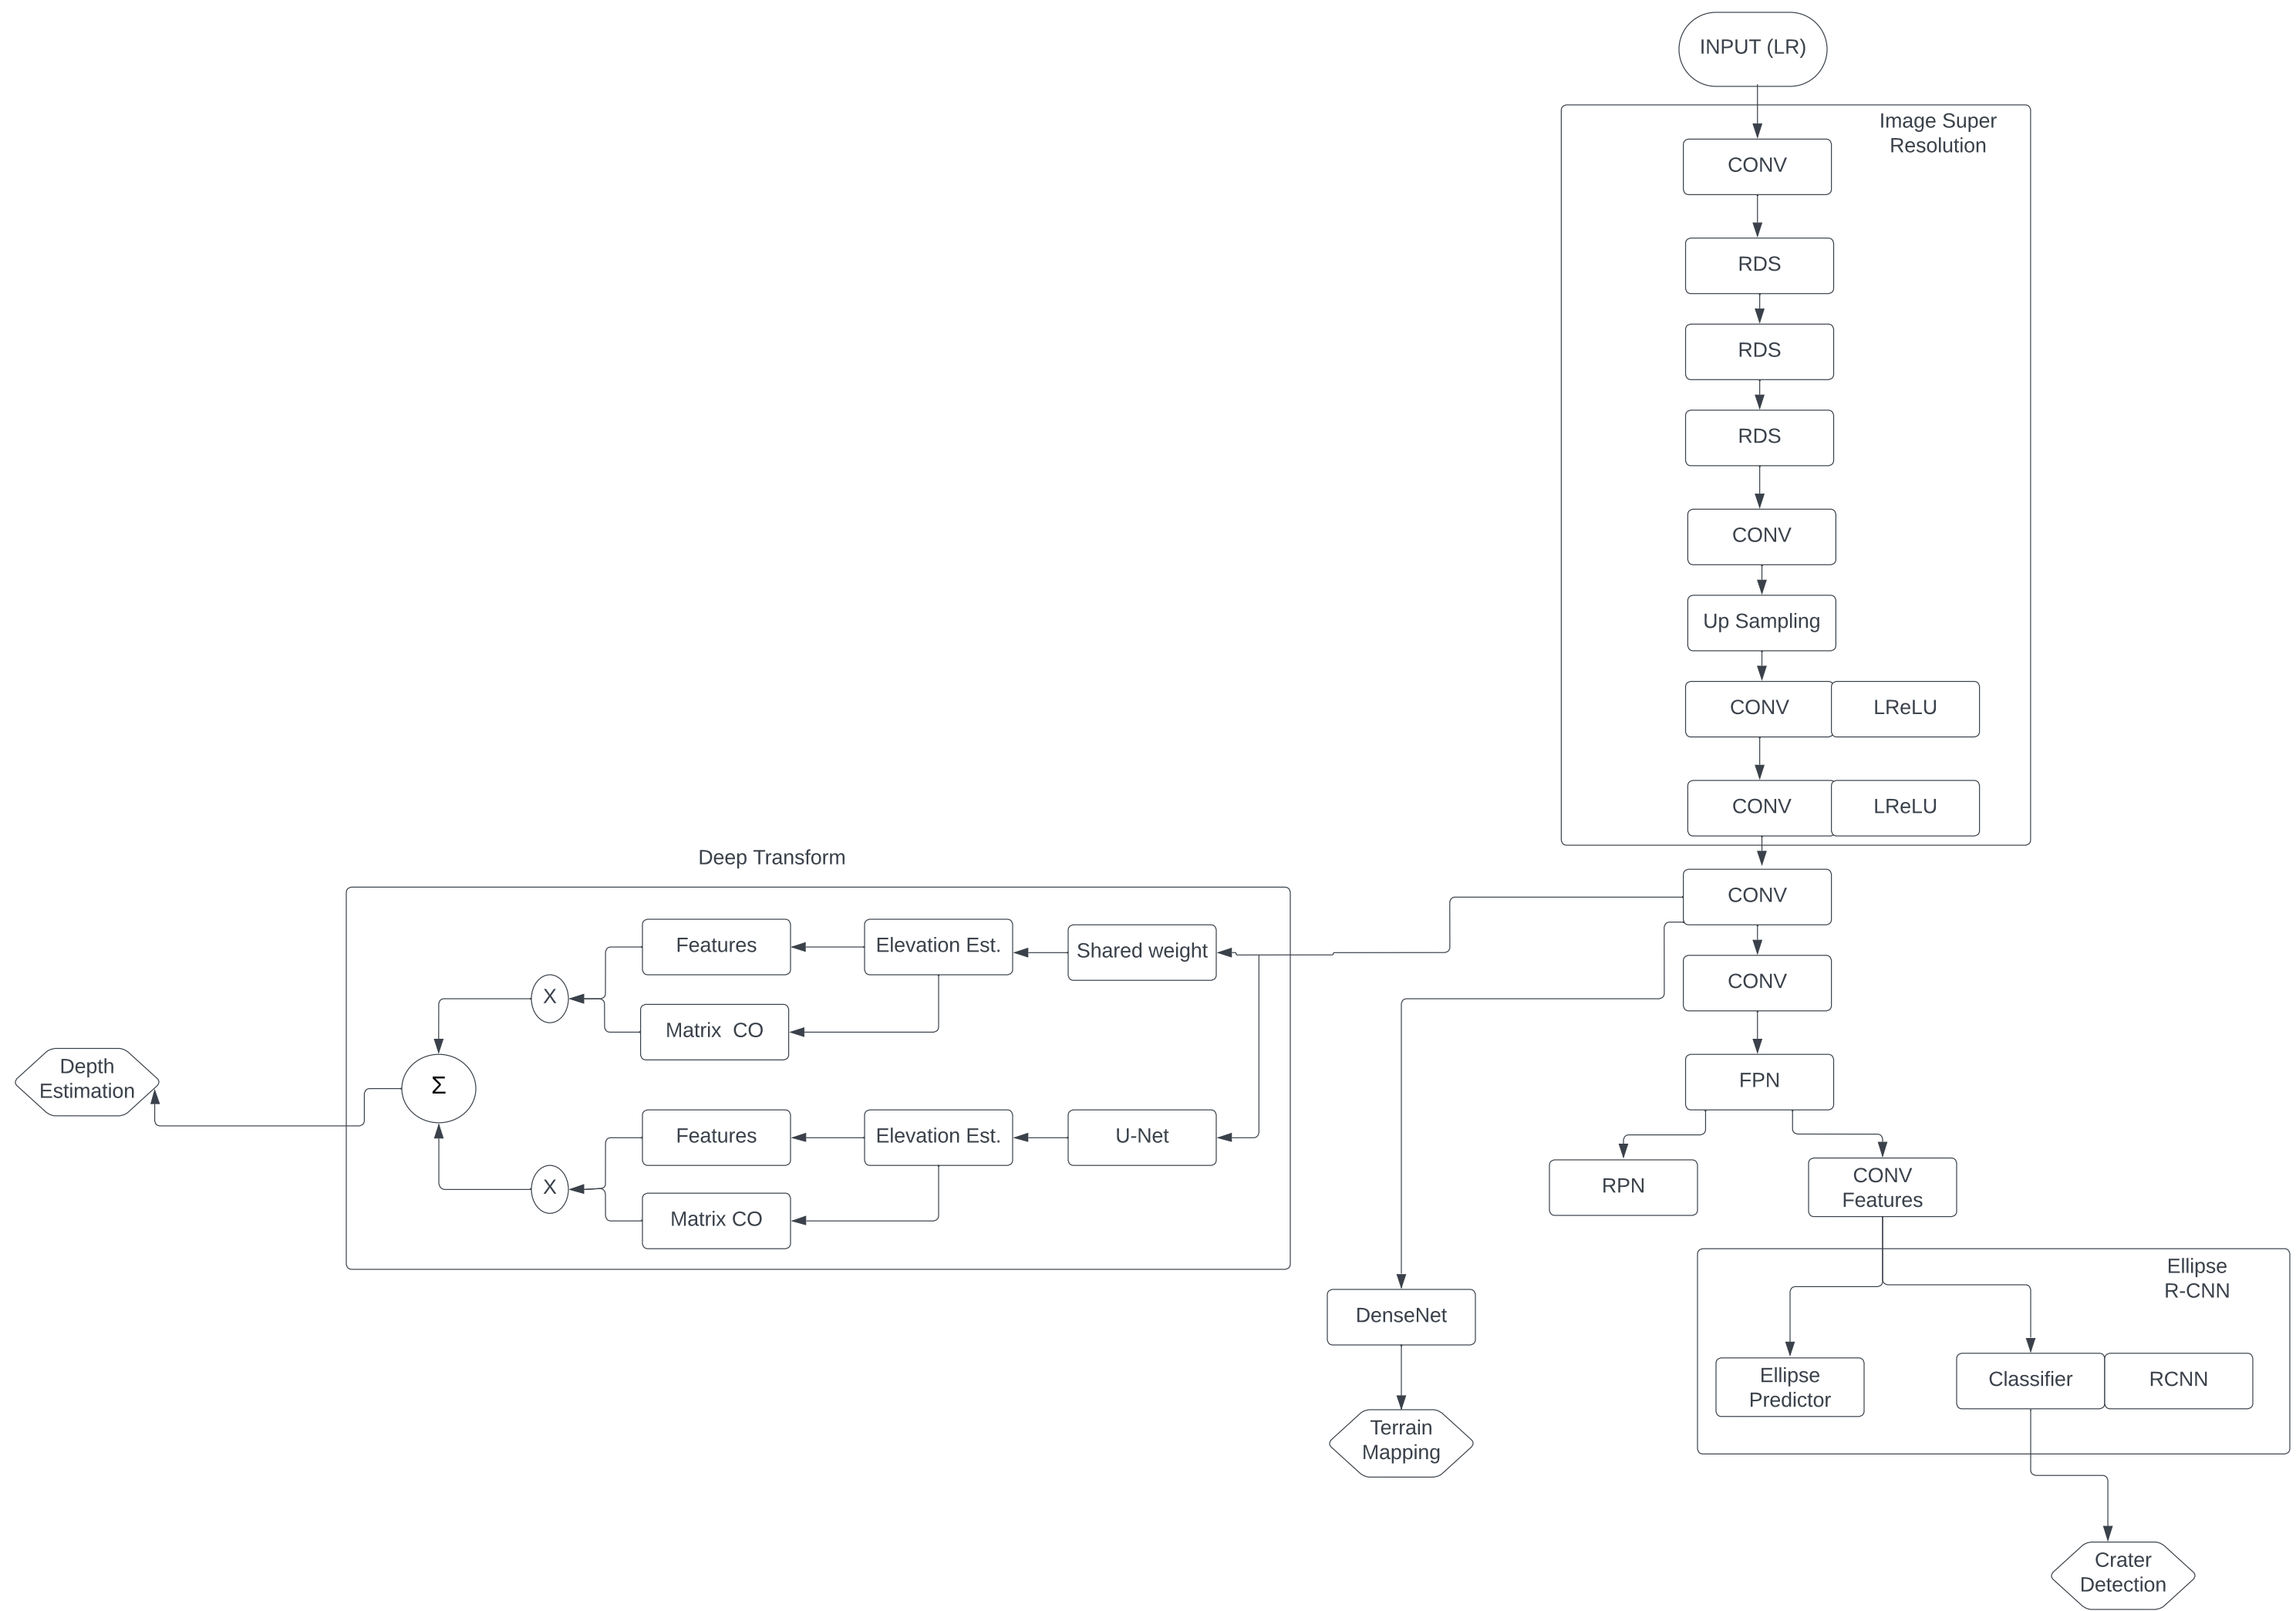 INPUT (LR)
Image Super
Resolution
CONV
RDS
RDS
RDS
CONV
Up Sampling
CONV
LReLU
CONV
LReLU
CONV
CONV
FPN
RPN
CONV
Features
Ellipse
R-CNN
Ellipse
Predictor
Classifier
RCNN
Crater
Detection
DenseNet
Terrain
Mapping
Deep Transform
Shared weight
Elevation Est.
Features
Matrix  CO
X
Σ
U-Net
Elevation Est.
Features
Matrix CO
X
Depth
Estimation